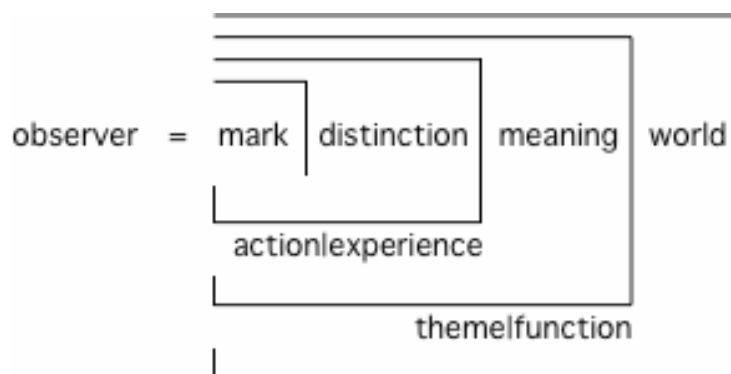 observer = mark distinction meaning world
action|experience
theme|function